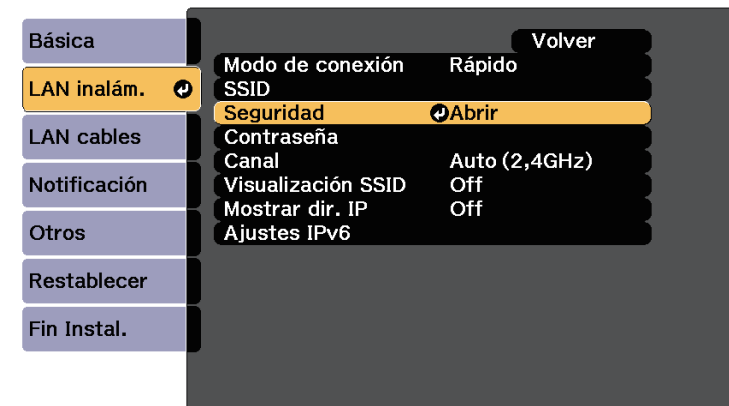 Básica
LAN inalám.
LAN cables
Notificación
Otros
Restablecer
Fin Instal.
Volver
Modo de conexión Rápido
SSID
Seguridad Abrir
Contraseña
Canal Auto (2,4GHz)
Visualización SSID Off
Mostrar dir. IP Off
Ajustes IPv6